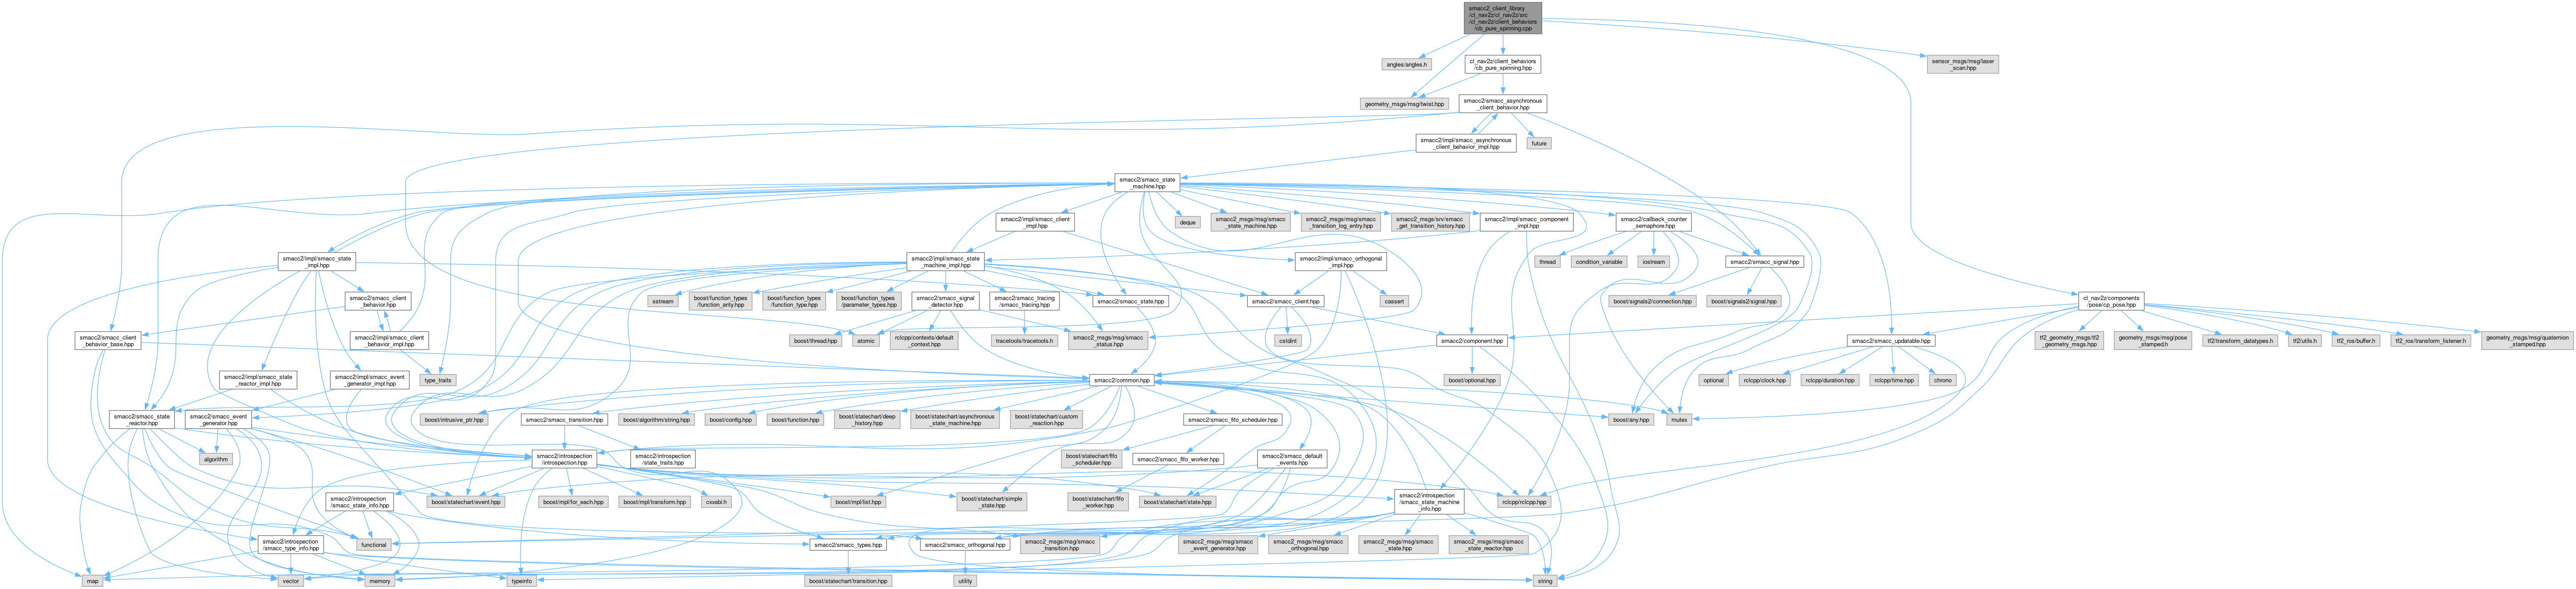 smacc2_client_library
/cl_nav2z/cl_nav2z/src
/cl_nav2z/client_behaviors
/cb_pure_spinning.cpp
angles/angles.h
cl_nav2z/client_behaviors
/cb_pure_spinning.hpp
sensor_msgs/msg/laser
_scan.hpp
geometry_msgs/msg/twist.hpp
smacc2/smacc_asynchronous
_client_behavior.hpp
smacc2/impl/smacc_asynchronous
_client_behavior_impl.hpp
future
smacc2/smacc_state
_machine.hpp
smacc2/impl/smacc_client
_impl.hpp
deque
smacc2_msgs/msg/smacc
_state_machine.hpp
smacc2_msgs/msg/smacc
_transition_log_entry.hpp
smacc2_msgs/srv/smacc
_get_transition_history.hpp
smacc2/impl/smacc_component
_impl.hpp
smacc2/callback_counter
_semaphore.hpp
smacc2/impl/smacc_state
_impl.hpp
smacc2/impl/smacc_state
_machine_impl.hpp
smacc2/impl/smacc_orthogonal
_impl.hpp
thread
condition_variable
iostream
smacc2/smacc_signal.hpp
smacc2/smacc_client
_behavior.hpp
sstream
boost/function_types
/function_arity.hpp
boost/function_types
/function_type.hpp
boost/function_types
/parameter_types.hpp
smacc2/smacc_signal
_detector.hpp
smacc2/smacc_tracing
/smacc_tracing.hpp
smacc2/smacc_state.hpp
smacc2/smacc_client.hpp
cassert
boost/signals2/connection.hpp
boost/signals2/signal.hpp
cl_nav2z/components
/pose/cp_pose.hpp
smacc2/smacc_client
_behavior_base.hpp
smacc2/impl/smacc_client
_behavior_impl.hpp
boost/thread.hpp
atomic
rclcpp/contexts/default
_context.hpp
tracetools/tracetools.h
smacc2_msgs/msg/smacc
_status.hpp
cstdint
smacc2/component.hpp
smacc2/smacc_updatable.hpp
tf2_geometry_msgs/tf2
_geometry_msgs.hpp
geometry_msgs/msg/pose
_stamped.h
tf2/transform_datatypes.h
tf2/utils.h
tf2_ros/buffer.h
tf2_ros/transform_listener.h
geometry_msgs/msg/quaternion
_stamped.hpp
smacc2/impl/smacc_state
_reactor_impl.hpp
smacc2/impl/smacc_event
_generator_impl.hpp
type_traits
smacc2/common.hpp
boost/optional.hpp
optional
rclcpp/clock.hpp
rclcpp/duration.hpp
rclcpp/time.hpp
chrono
smacc2/smacc_state
_reactor.hpp
smacc2/smacc_event
_generator.hpp
boost/intrusive_ptr.hpp
smacc2/smacc_transition.hpp
boost/algorithm/string.hpp
boost/config.hpp
boost/function.hpp
boost/statechart/deep
_history.hpp
boost/statechart/asynchronous
_state_machine.hpp
boost/statechart/custom
_reaction.hpp
smacc2/smacc_fifo_scheduler.hpp
boost/any.hpp
mutex
algorithm
smacc2/introspection
/introspection.hpp
smacc2/introspection
/state_traits.hpp
boost/statechart/fifo
_scheduler.hpp
smacc2/smacc_fifo_worker.hpp
smacc2/smacc_default
_events.hpp
smacc2/introspection
/smacc_state_info.hpp
boost/statechart/event.hpp
boost/mpl/for_each.hpp
boost/mpl/transform.hpp
cxxabi.h
boost/mpl/list.hpp
boost/statechart/simple
_state.hpp
boost/statechart/fifo
_worker.hpp
boost/statechart/state.hpp
smacc2/introspection
/smacc_state_machine
_info.hpp
rclcpp/rclcpp.hpp
smacc2/introspection
/smacc_type_info.hpp
functional
smacc2/smacc_types.hpp
smacc2/smacc_orthogonal.hpp
smacc2_msgs/msg/smacc
_transition.hpp
smacc2_msgs/msg/smacc
_event_generator.hpp
smacc2_msgs/msg/smacc
_orthogonal.hpp
smacc2_msgs/msg/smacc
_state.hpp
smacc2_msgs/msg/smacc
_state_reactor.hpp
map
vector
memory
typeinfo
boost/statechart/transition.hpp
utility
string